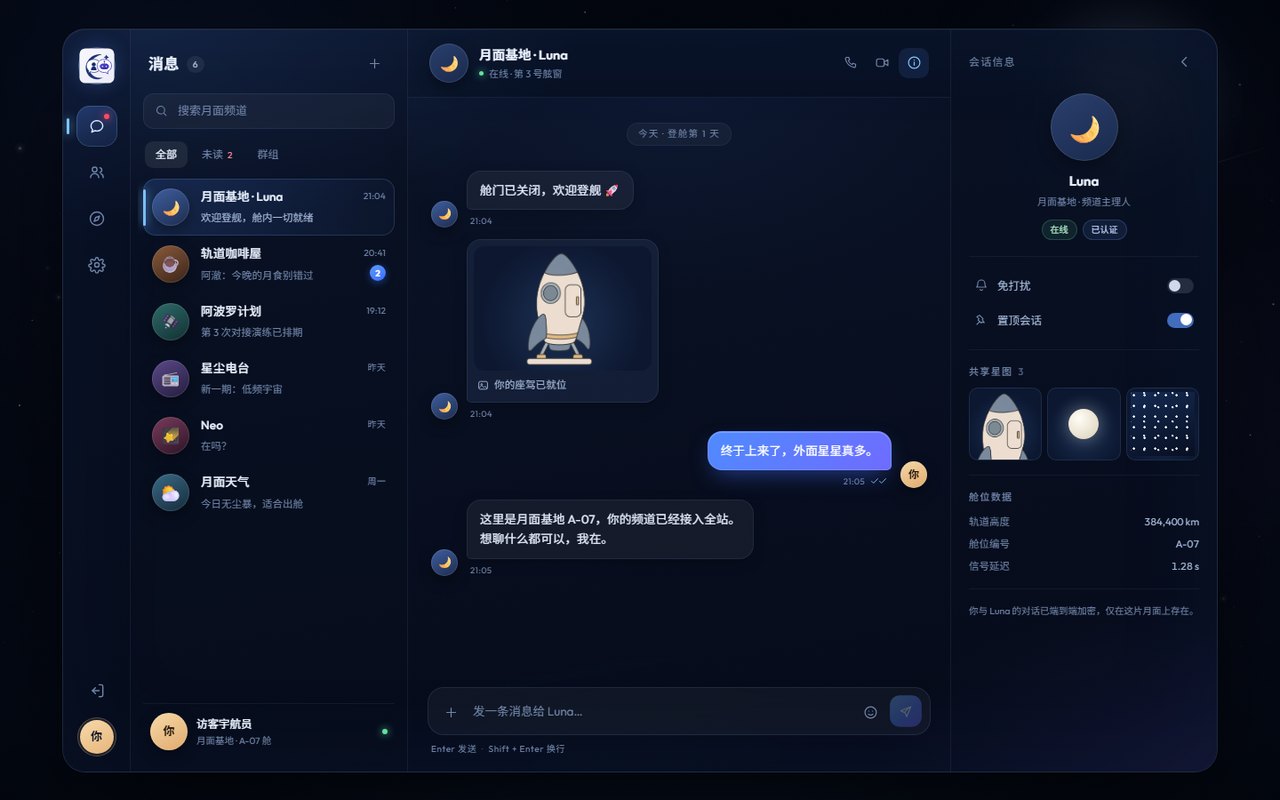 消息 6
搜索月面频道
全部 未读 2 群组
月面基地·Luna 21:04
欢迎登舰，舱内一切就绪
轨道咖啡屋 20:41
阿澈：今晚的月食别错过 2
阿波罗计划 19:12
第 3 次对接演练已排期
星尘电台 昨天
新一期：低频宇宙
Neo 昨天
在吗？
月面天气 周一
今日无尘暴，适合出舱
你
你 访客宇航员
月面基地·A-07 舱
月面基地·Luna
在线·第 3 号舷窗
今天 · 登舱第 1 天
舱门已关闭，欢迎登舰 🚀
21:04
你的座驾已就位
21:04
终于上来了，外面星星真多。
你
21:05
这里是月面基地 A-07，你的频道已经接入全站。
想聊什么都可以，我在。
21:05
发一条消息给 Luna...
Enter 发送 · Shift + Enter 换行
会话信息
Luna
月面基地·频道主理人
在线 已认证
免打扰
置顶会话
共享星图 3
舱位数据
轨道高度 384,400 km
舱位编号 A-07
信号延迟 1.28 s
你与 Luna 的对话已端到端加密，仅在这片月面上存在。